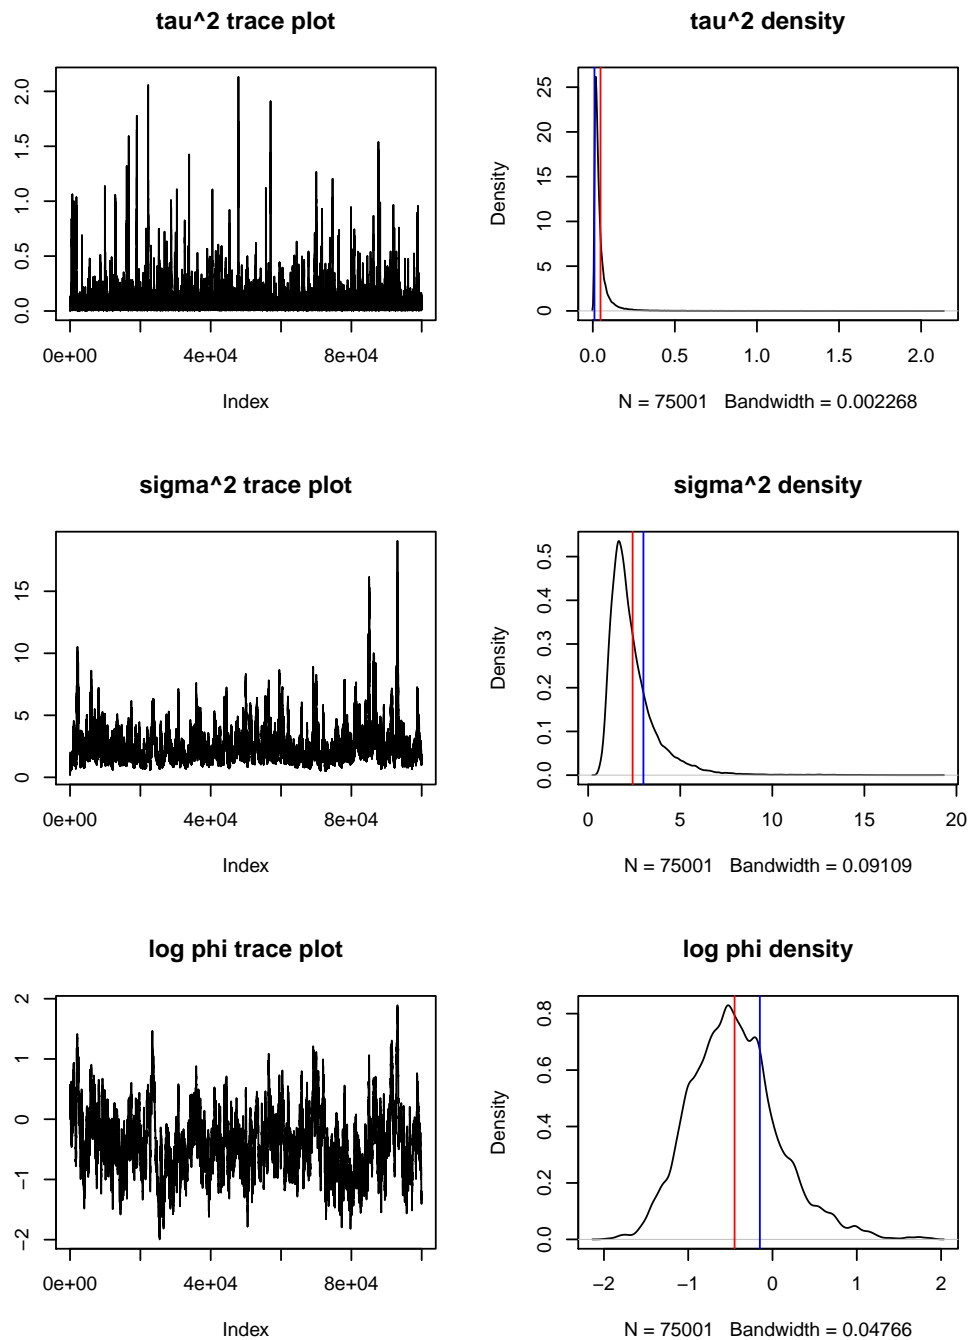 tau^2 trace plot
2.0
1.5
1.0
0.5
0.0
0e+00 4e+04 8e+04
Index
tau^2 density
Density
25
20
15
10
5
0
0.0 0.5 1.0 1.5 2.0
N = 75001 Bandwidth = 0.002268
sigma^2 trace plot
15
10
5
0
0e+00 4e+04 8e+04
Index
sigma^2 density
Density
0.5
0.4
0.3
0.2
0.1
0.0
0 5 10 15 20
N = 75001 Bandwidth = 0.09109
log phi trace plot
2
1
0
−1
−2
0e+00 4e+04 8e+04
Index
log phi density
Density
0.8
0.6
0.4
0.2
0.0
−2 −1 0 1 2
N = 75001 Bandwidth = 0.04766